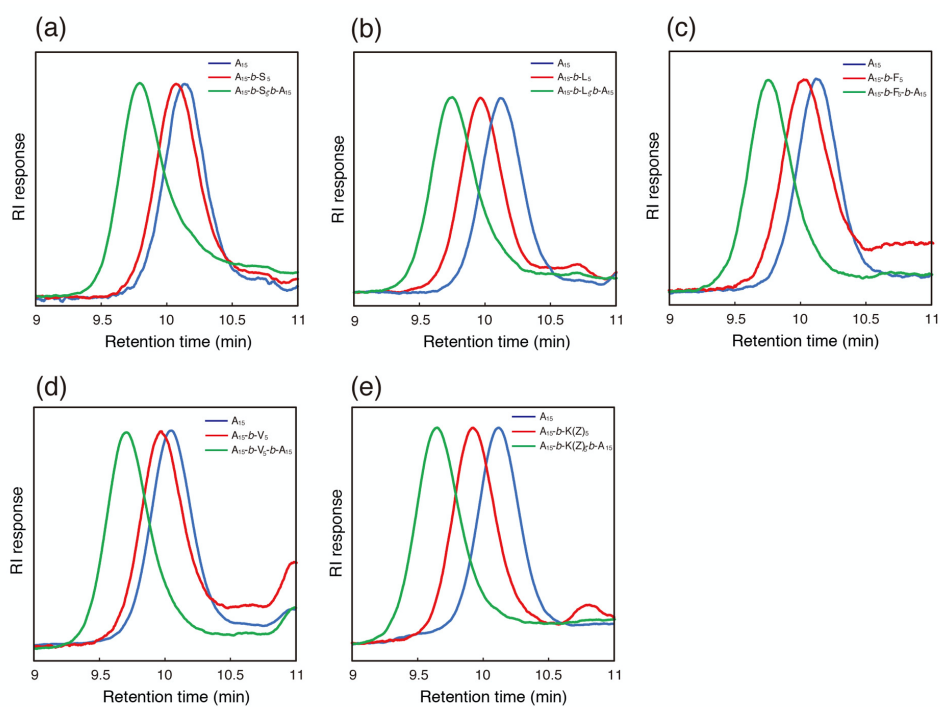 (a)
A15
A15-b-S5
A15-b-S5-b-A15
RI response
9 9.5 10 10.5 11
Retention time (min)
(b)
A15
A15-b-L5
A15-b-L5-b-A15
RI response
9 9.5 10 10.5 11
Retention time (min)
(c)
A15
A15-b-F5
A15-b-F5-b-A15
RI response
9 9.5 10 10.5 11
Retention time (min)
(d)
A15
A15-b-V5
A15-b-V5-b-A15
RI response
9 9.5 10 10.5 11
Retention time (min)
(e)
A15
A15-b-K(Z)5
A15-b-K(Z)5-b-A15
RI response
9 9.5 10 10.5 11
Retention time (min)